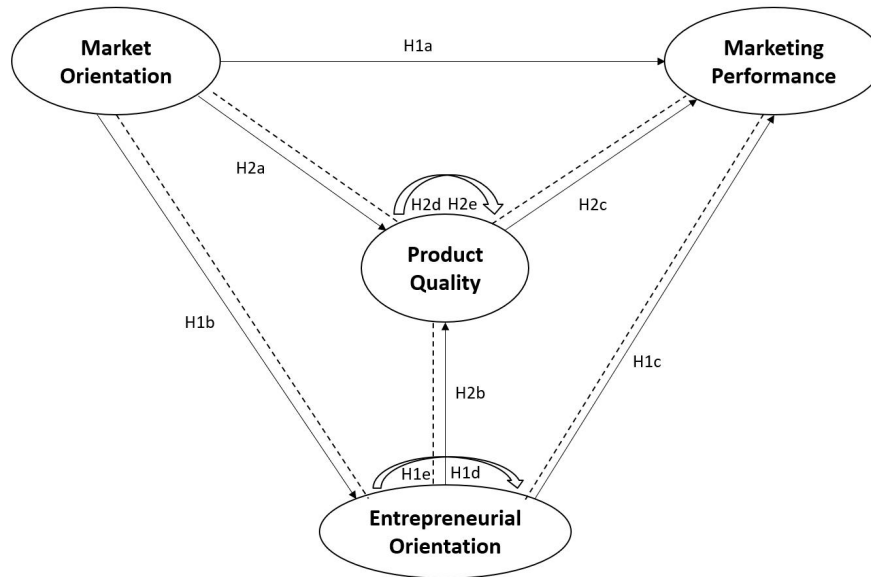 Market
Orientation
H1a
Marketing
Performance
H2a
H2d H2e
H2c
Product
Quality
H1b
H1c
H2b
H1e H1d
Entrepreneurial
Orientation